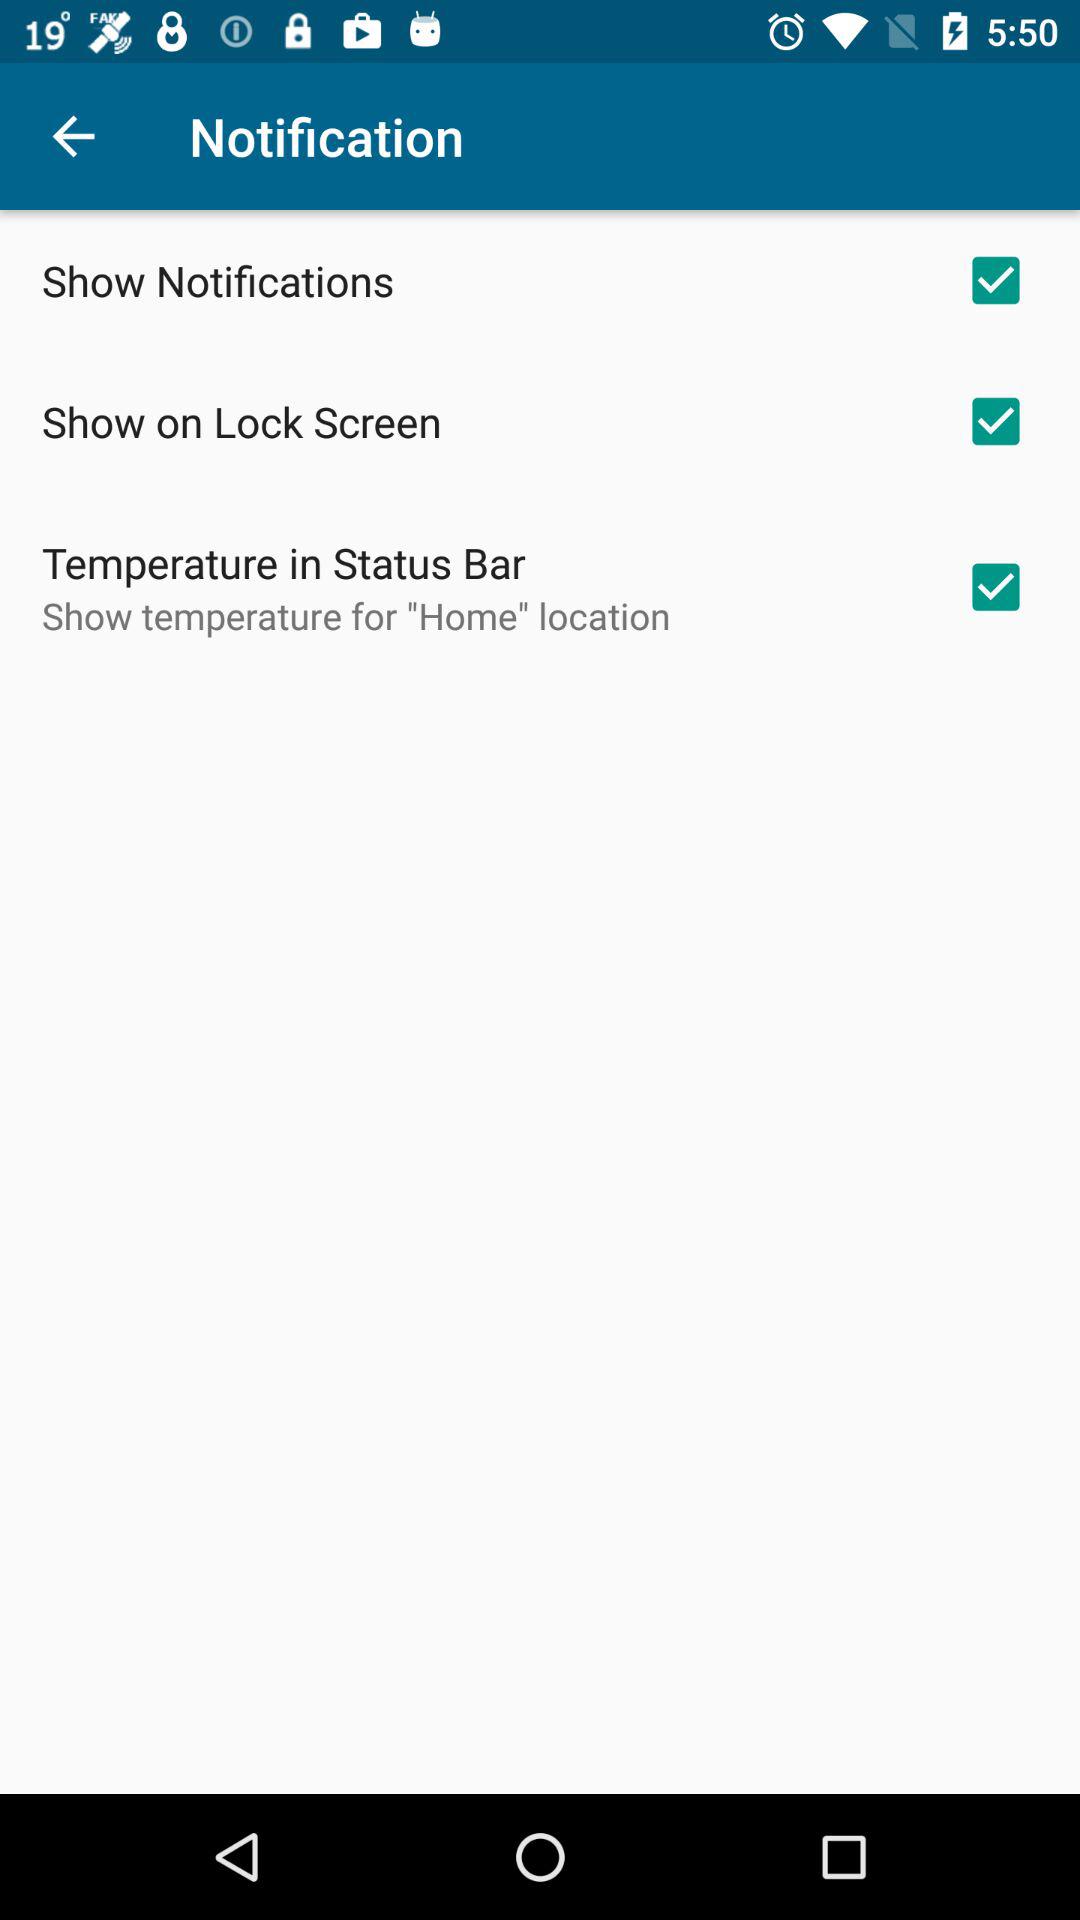 19° FAKE 5:50
Notification
Show Notifications
Show on Lock Screen
Temperature in Status Bar
Show temperature for "Home" location